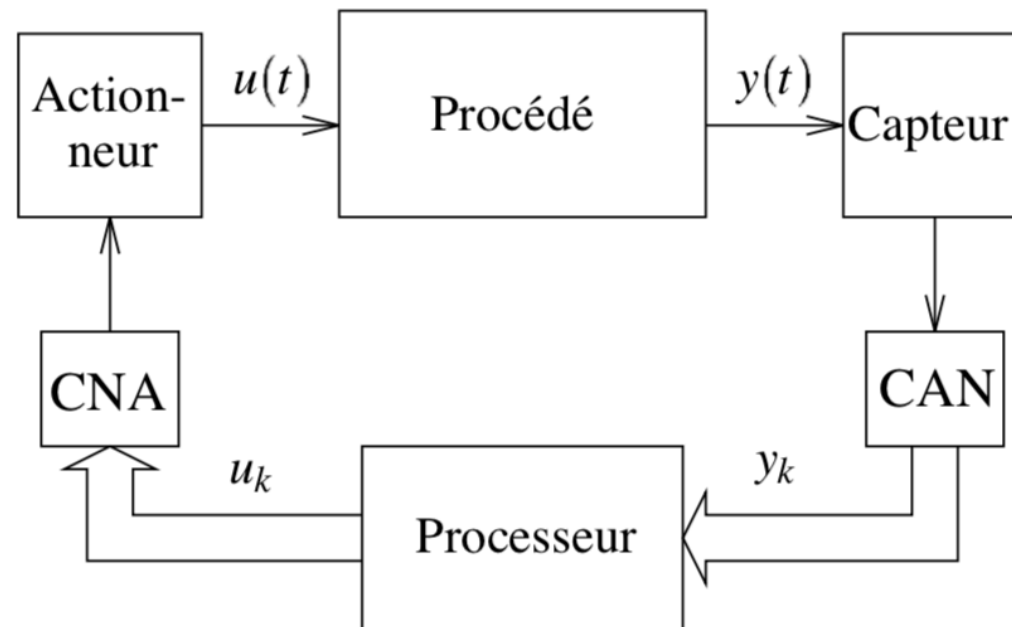 Action-
neur
u(t)
Procédé
y(t)
Capteur
CNA
CAN
u_k
y_k
Processeur